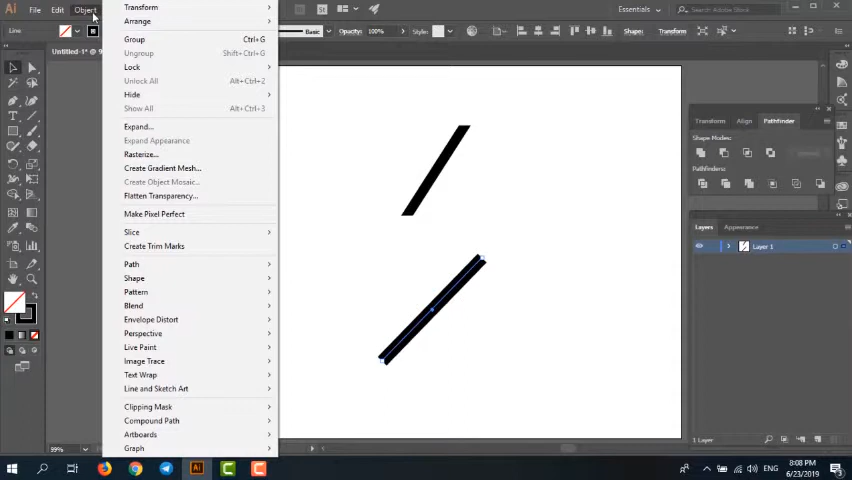 Ai File Edit Object St Essentials Search Adobe Stock
Line Basic Opacity: 100% Style: Shape: Transform
Untitled-1* @ 9
Transform
Arrange
Group Ctrl+G
Ungroup Shift+Ctrl+G
Lock
Unlock All Alt+Ctrl+2
Hide
Show All Alt+Ctrl+3
Expand...
Expand Appearance
Rasterize...
Create Gradient Mesh...
Create Object Mosaic...
Flatten Transparency...
Make Pixel Perfect
Slice
Create Trim Marks
Path
Shape
Pattern
Blend
Envelope Distort
Perspective
Live Paint
Image Trace
Text Wrap
Line and Sketch Art
Clipping Mask
Compound Path
Artboards
Graph
Transform Align Pathfinder
Shape Modes:
Pathfinders:
Layers Appearance
Layer 1
1 Layer
99%
Ai ENG 8:08 PM
6/23/2019